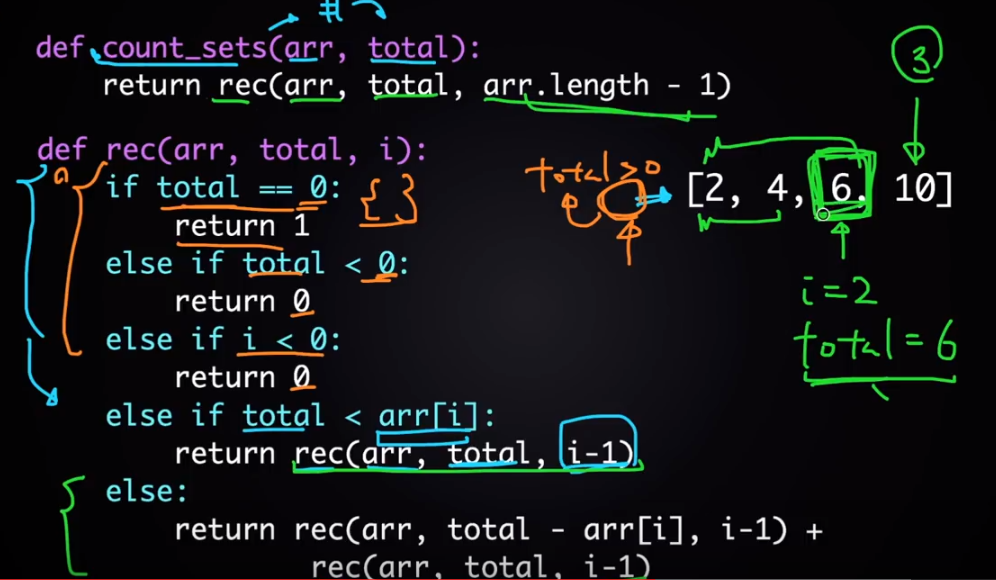 #
def count_sets(arr, total):
return rec(arr, total, arr.length - 1)
3
def rec(arr, total, i):
if total == 0: { }
return 1
else if total < 0:
return 0
else if i < 0:
return 0
else if total < arr[i]:
return rec(arr, total, i-1)
else:
return rec(arr, total - arr[i], i-1) +
rec(arr, total, i-1)
total > 0
[2, 4, 6, 10]
i=2
total = 6